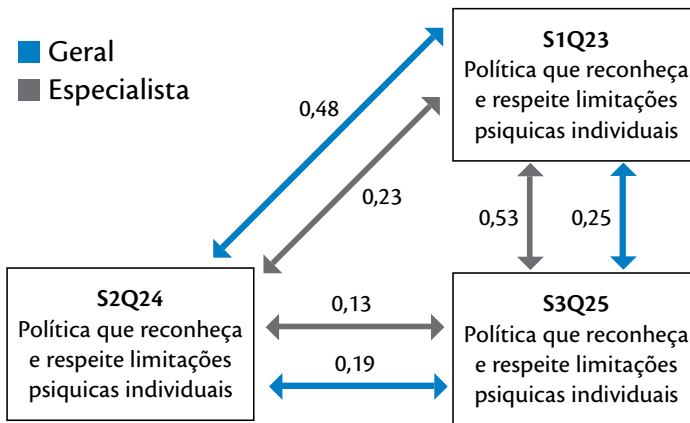 Geral
Especialista
S1Q23
Política que reconheça
e respeite limitações
psiquicas individuais
0,48
0,23
0,53
0,25
S2Q24
Política que reconheça
e respeite limitações
psiquicas individuais
0,13
0,19
S3Q25
Política que reconheça
e respeite limitações
psiquicas individuais